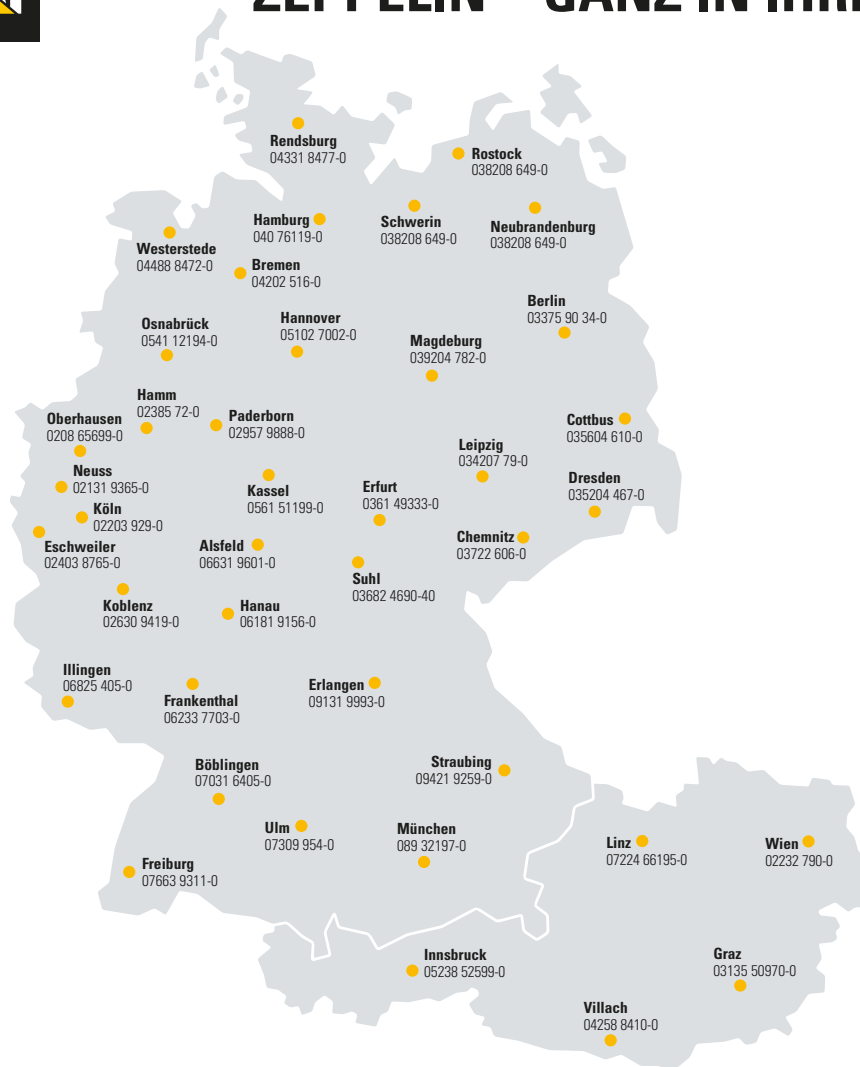 ZEPPELIN
GANZ IN
Rendsburg
04331 8477-0
Rostock
038208 649-0
Hamburg
040 76119-0
Schwerin
038208 649-0
Neubrandenburg
038208 649-0
Westerstede
04488 8472-0
Bremen
04202 516-0
Berlin
03375 90 34-0
Osnabrück
0541 12194-0
Hannover
05102 7002-0
Magdeburg
039204 782-0
Hamm
02385 72-0
Oberhausen
0208 65699-0
Paderborn
02957 9888-0
Cottbus
035604 610-0
Leipzig
034207 79-0
Neuss
02131 9365-0
Kassel
0561 51199-0
Erfurt
0361 49333-0
Dresden
035204 467-0
Köln
02203 929-0
Eschweiler
02403 8765-0
Alsfeld
06631 9601-0
Chemnitz
03722 606-0
Suhl
03682 4690-40
Koblenz
02630 9419-0
Hanau
06181 9156-0
Illingen
06825 405-0
Frankenthal
06233 7703-0
Erlangen
09131 9993-0
Böblingen
07031 6405-0
Straubing
09421 9259-0
Ulm
07309 954-0
München
089 32197-0
Linz
07224 66195-0
Wien
02232 790-0
Freiburg
07663 9311-0
Innsbruck
05238 52599-0
Graz
03135 50970-0
Villach
04258 8410-0